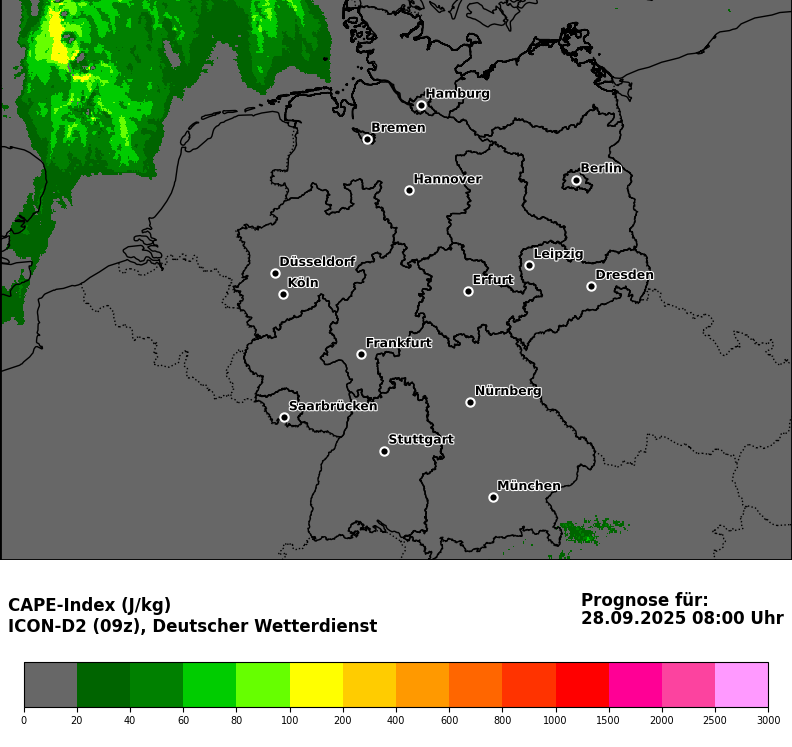 Hamburg
Bremen
Berlin
Hannover
Leipzig
Düsseldorf
Dresden
Köln
Erfurt
Frankfurt
Nürnberg
Saarbrücken
Stuttgart
München
CAPE-Index (J/kg)
ICON-D2 (09z), Deutscher Wetterdienst
Prognose für:
28.09.2025 08:00 Uhr
0 20 40 60 80 100 200 400 600 800 1000 1500 2000 2500 3000